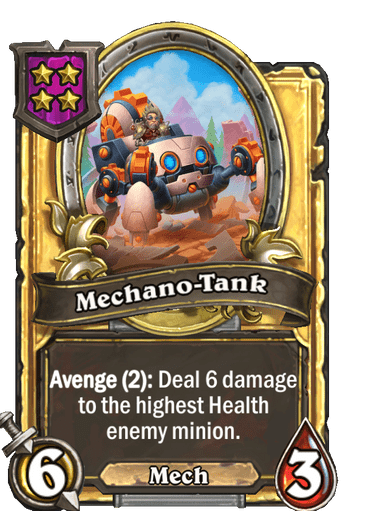 Mechano-Tank
Avenge (2): Deal 6 damage
to the highest Health
enemy minion.
6
Mech
3